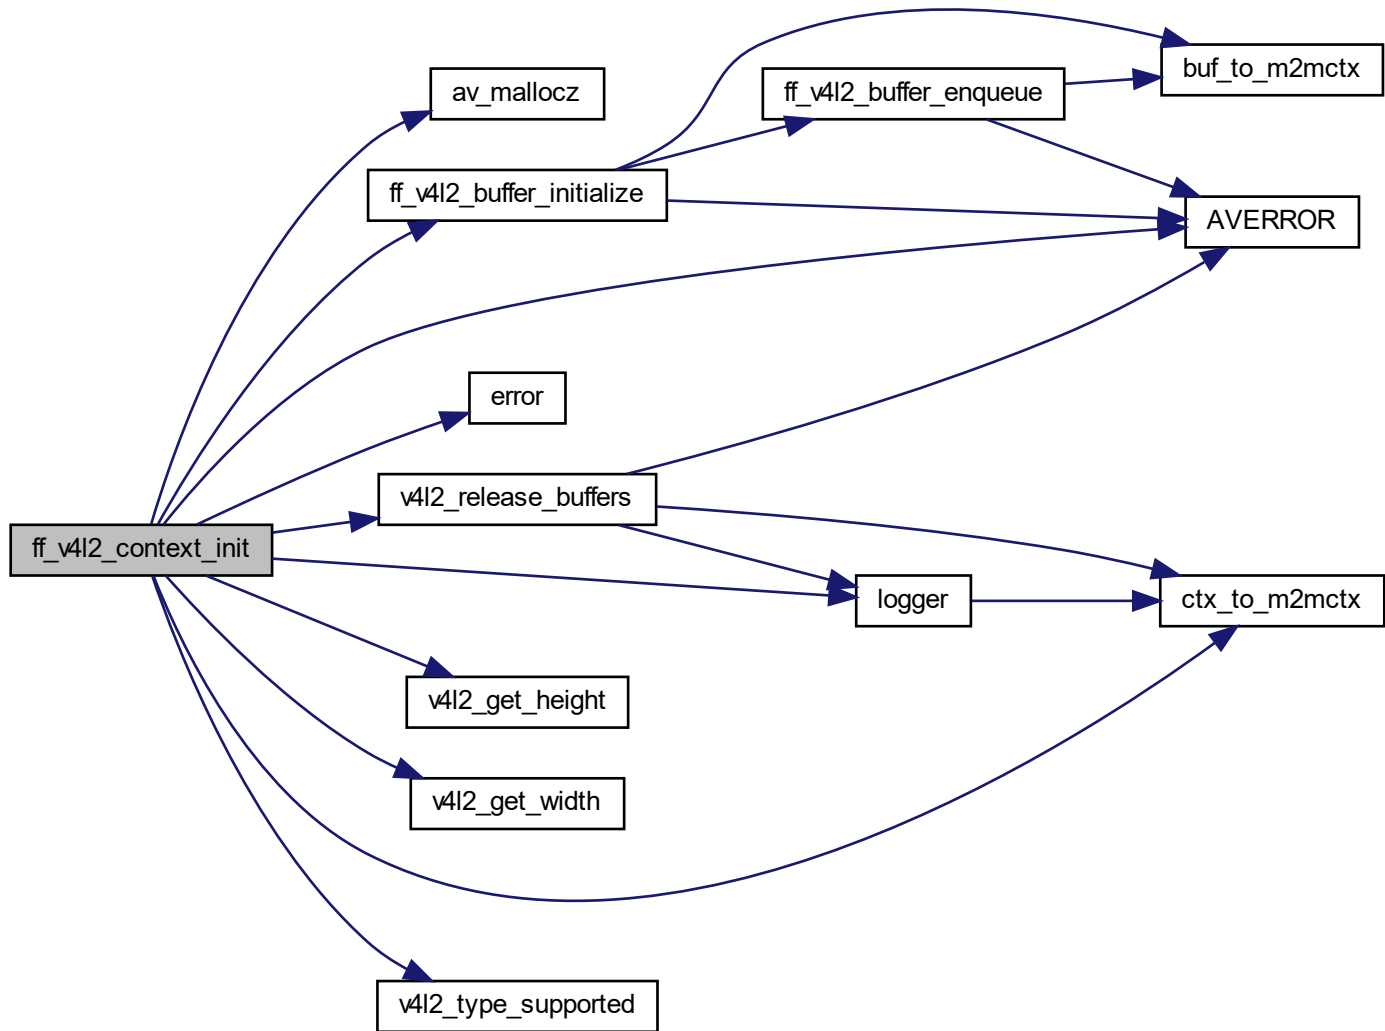 buf_to_m2mctx
av_mallocz
ff_v4l2_buffer_enqueue
ff_v4l2_buffer_initialize
AVERROR
error
v4l2_release_buffers
ff_v4l2_context_init
logger
ctx_to_m2mctx
v4l2_get_height
v4l2_get_width
v4l2_type_supported